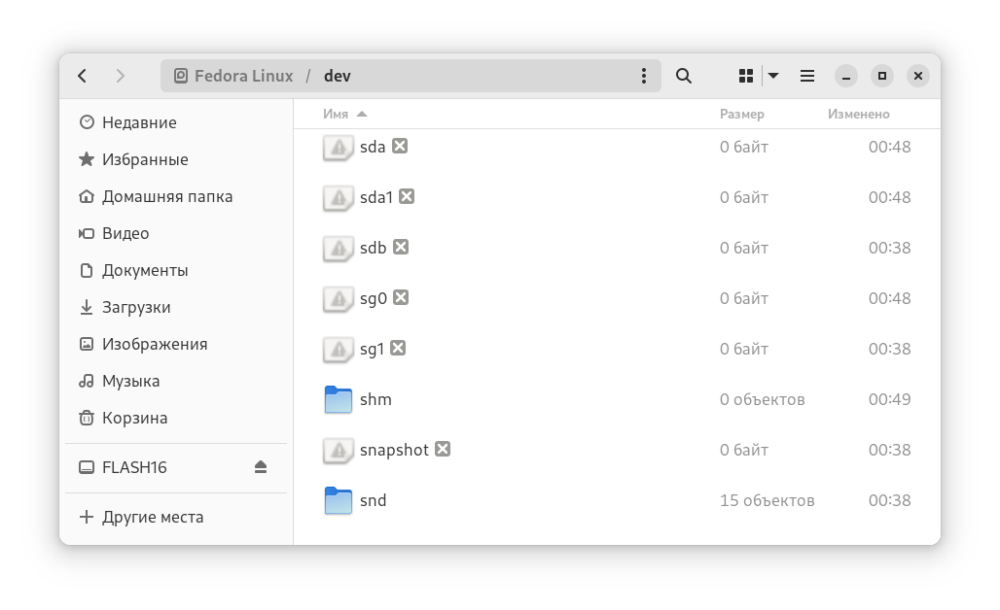 Fedora Linux / dev
Недавние
Избранные
Домашняя папка
Видео
Документы
Загрузки
Изображения
Музыка
Корзина
FLASH16
Другие места
Имя Размер Изменено
sda 0 байт 00:48
sda1 0 байт 00:48
sdb 0 байт 00:38
sg0 0 байт 00:48
sg1 0 байт 00:38
shm 0 объектов 00:49
snapshot 0 байт 00:38
snd 15 объектов 00:38